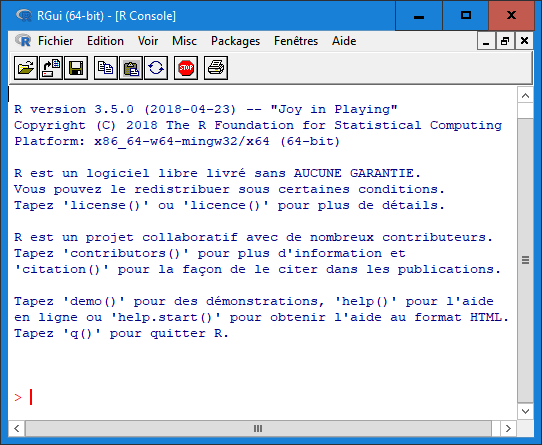 RGui (64-bit) - [R Console]
Fichier Edition Voir Misc Packages Fenêtres Aide
STOP
R version 3.5.0 (2018-04-23) -- "Joy in Playing"
Copyright (C) 2018 The R Foundation for Statistical Computing
Platform: x86_64-w64-mingw32/x64 (64-bit)
R est un logiciel libre livré sans AUCUNE GARANTIE.
Vous pouvez le redistribuer sous certaines conditions.
Tapez 'license()' ou 'licence()' pour plus de détails.
R est un projet collaboratif avec de nombreux contributeurs.
Tapez 'contributors()' pour plus d'information et
'citation()' pour la façon de le citer dans les publications.
Tapez 'demo()' pour des démonstrations, 'help()' pour l'aide
en ligne ou 'help.start()' pour obtenir l'aide au format HTML.
Tapez 'q()' pour quitter R.
>